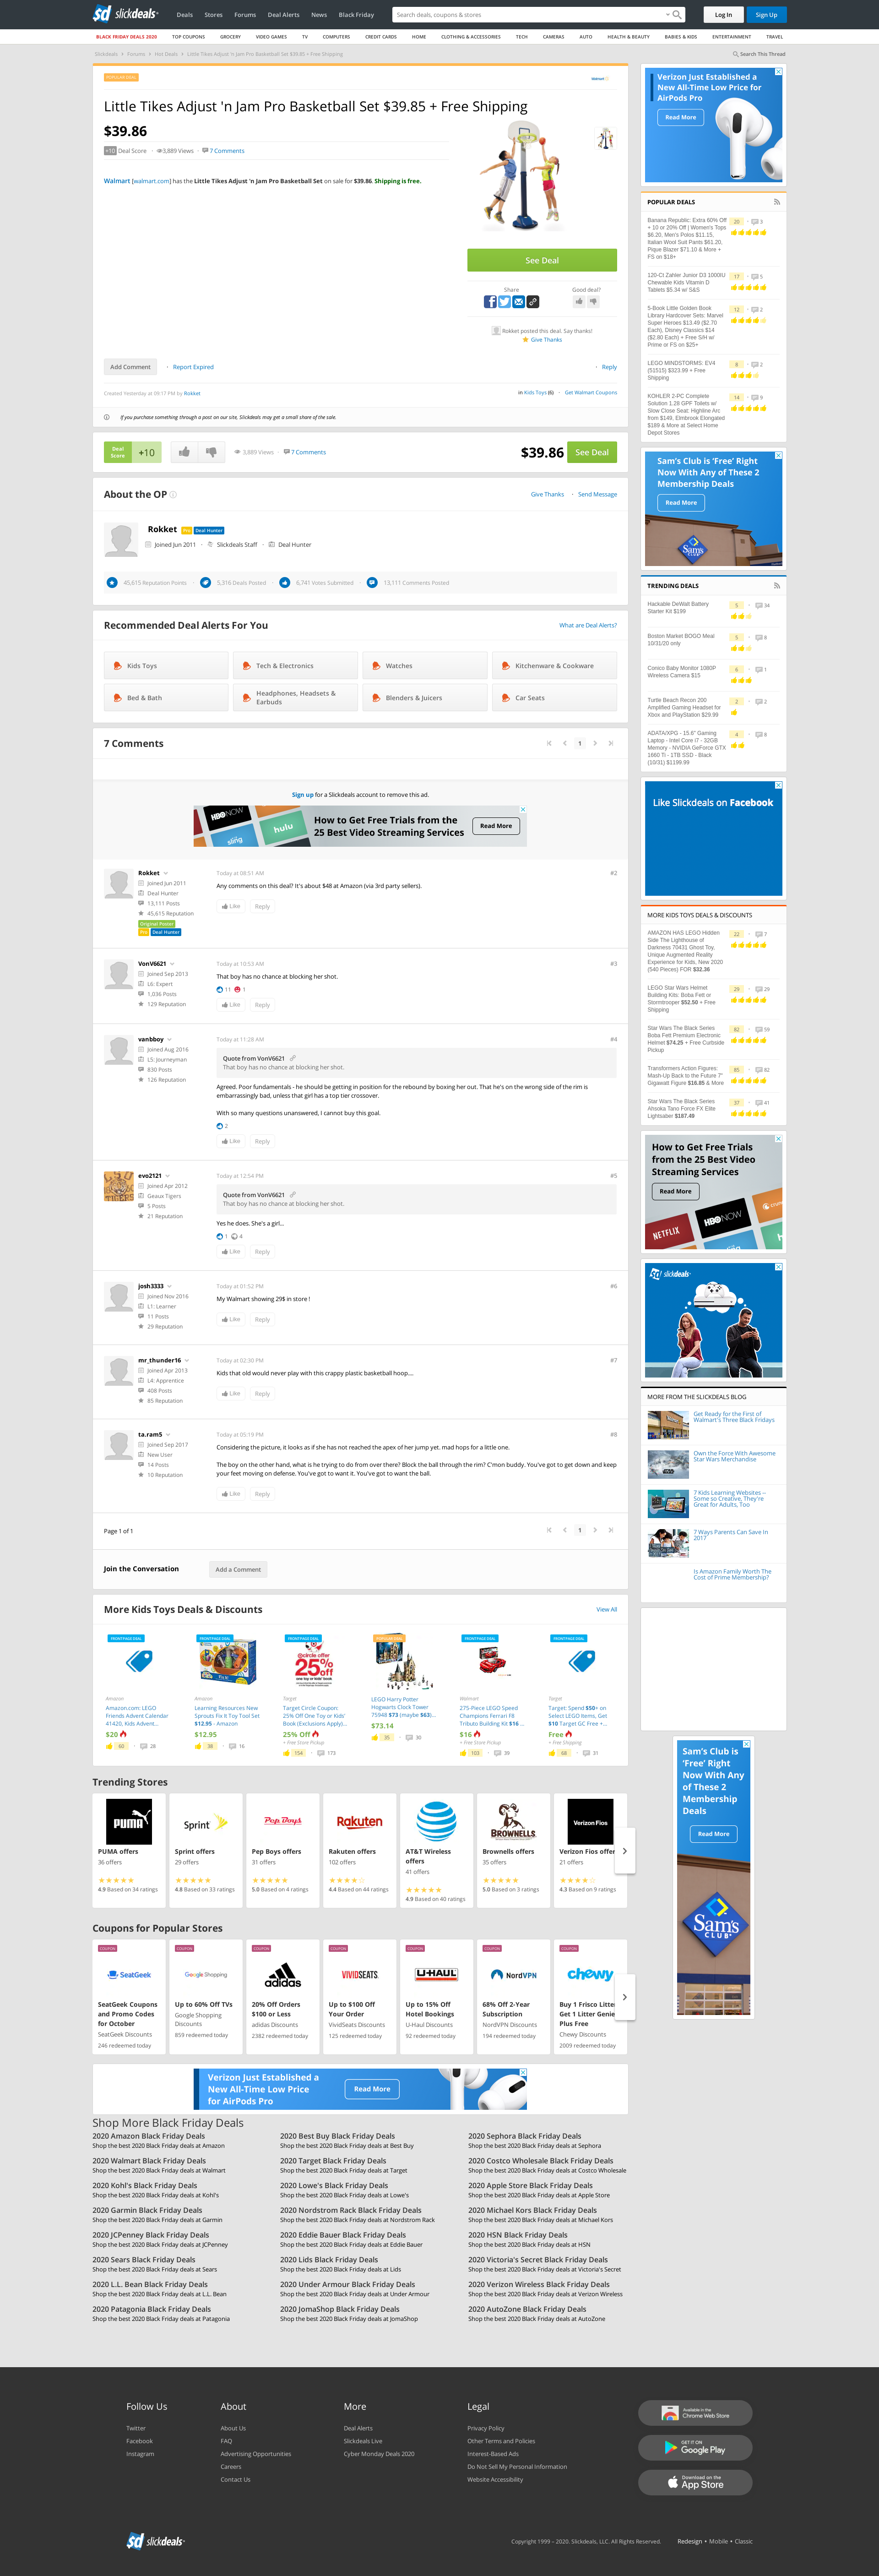 slickdeals
Deals Stores Forums Deal Alerts News Black Friday
Search deals, coupons & stores
Log In Sign Up
BLACK FRIDAY DEALS 2020 TOP COUPONS GROCERY VIDEO GAMES TV COMPUTERS CREDIT CARDS HOME CLOTHING & ACCESSORIES TECH CAMERAS AUTO HEALTH & BEAUTY BABIES & KIDS ENTERTAINMENT TRAVEL
Slickdeals Forums Hot Deals Little Tikes Adjust 'n Jam Pro Basketball Set $39.85 + Free Shipping
Search This Thread
POPULAR DEAL
Walmart
Little Tikes Adjust 'n Jam Pro Basketball Set $39.85 + Free Shipping
$39.86
+10 Deal Score 3,889 Views 7 Comments
Walmart [walmart.com] has the Little Tikes Adjust 'n Jam Pro Basketball Set on sale for $39.86. Shipping is free.
See Deal
Share Good deal?
Rokket posted this deal. Say thanks!
Give Thanks
Add Comment Report Expired Reply
Created Yesterday at 09:17 PM by Rokket
in Kids Toys (6) Get Walmart Coupons
If you purchase something through a post on our site, Slickdeals may get a small share of the sale.
Deal Score +10 3,889 Views 7 Comments $39.86 See Deal
About the OP
Give Thanks Send Message
Rokket Pro Deal Hunter
Joined Jun 2011 Slickdeals Staff Deal Hunter
45,615 Reputation Points 5,316 Deals Posted 6,741 Votes Submitted 13,111 Comments Posted
Recommended Deal Alerts For You
What are Deal Alerts?
Kids Toys Tech & Electronics Watches Kitchenware & Cookware
Bed & Bath Headphones, Headsets & Earbuds Blenders & Juicers Car Seats
7 Comments
1
Sign up for a Slickdeals account to remove this ad.
HBO NOW hulu sling
How to Get Free Trials from the
25 Best Video Streaming Services
Read More
Rokket
Joined Jun 2011
Deal Hunter
13,111 Posts
45,615 Reputation
Original Poster
Pro Deal Hunter
Today at 08:51 AM #2
Any comments on this deal? It's about $48 at Amazon (via 3rd party sellers).
Like Reply
VonV6621
Joined Sep 2013
L6: Expert
1,036 Posts
129 Reputation
Today at 10:53 AM #3
That boy has no chance at blocking her shot.
11 1
Like Reply
vanbboy
Joined Aug 2016
L5: Journeyman
830 Posts
126 Reputation
Today at 11:28 AM #4
Quote from VonV6621
That boy has no chance at blocking her shot.
Agreed. Poor fundamentals - he should be getting in position for the rebound by boxing her out. That he's on the wrong side of the rim is
embarrassingly bad, unless that girl has a top tier crossover.
With so many questions unanswered, I cannot buy this goal.
2
Like Reply
evo2121
Joined Apr 2012
Geaux Tigers
5 Posts
21 Reputation
Today at 12:54 PM #5
Quote from VonV6621
That boy has no chance at blocking her shot.
Yes he does. She's a girl...
1 4
Like Reply
josh3333
Joined Nov 2016
L1: Learner
11 Posts
29 Reputation
Today at 01:52 PM #6
My Walmart showing 29$ in store !
Like Reply
mr_thunder16
Joined Apr 2013
L4: Apprentice
408 Posts
85 Reputation
Today at 02:30 PM #7
Kids that old would never play with this crappy plastic basketball hoop....
Like Reply
ta.ram5
Joined Sep 2017
New User
14 Posts
10 Reputation
Today at 05:19 PM #8
Considering the picture, it looks as if she has not reached the apex of her jump yet. mad hops for a little one.
The boy on the other hand, what is he trying to do from over there? Block the ball through the rim? C'mon buddy. You've got to get down and keep
your feet moving on defense. You've got to want it. You've got to want the ball.
Like Reply
Page 1 of 1 1
Join the Conversation Add a Comment
More Kids Toys Deals & Discounts
View All
FRONTPAGE DEAL
Amazon
Amazon.com: LEGO
Friends Advent Calendar
41420, Kids Advent...
$20
60 28
FRONTPAGE DEAL
Amazon
Learning Resources New
Sprouts Fix It Toy Tool Set
$12.95 - Amazon
$12.95
38 16
FRONTPAGE DEAL
circle offer
25% off
Target
Target Circle Coupon:
25% Off One Toy or Kids'
Book (Exclusions Apply)...
25% Off
+ Free Store Pickup
154 173
LEGO Harry Potter
Hogwarts Clock Tower
75948 $73 (maybe $63)...
$73.14
35 30
FRONTPAGE DEAL
Walmart
275-Piece LEGO Speed
Champions Ferrari F8
Tributo Building Kit $16 ...
$16
+ Free Store Pickup
103 39
FRONTPAGE DEAL
Target
Target: Spend $50+ on
Select LEGO Items, Get
$10 Target GC Free +...
Free
+ Free Shipping
68 31
Trending Stores
PUMA Sprint Pep Boys Rakuten AT&T BROWNELLS Verizon Fios
PUMA offers
36 offers
4.9 Based on 34 ratings
Sprint offers
29 offers
4.8 Based on 33 ratings
Pep Boys offers
31 offers
5.0 Based on 4 ratings
Rakuten offers
102 offers
4.4 Based on 44 ratings
AT&T Wireless
offers
41 offers
4.9 Based on 40 ratings
Brownells offers
35 offers
5.0 Based on 3 ratings
Verizon Fios offers
21 offers
4.3 Based on 9 ratings
Coupons for Popular Stores
COUPON
SeatGeek
SeatGeek Coupons
and Promo Codes
for October
SeatGeek Discounts
246 redeemed today
COUPON
Google Shopping
Up to 60% Off TVs
Google Shopping
Discounts
859 redeemed today
COUPON
adidas
20% Off Orders
$100 or Less
adidas Discounts
2382 redeemed today
COUPON
VIVIDSEATS
Up to $100 Off
Your Order
VividSeats Discounts
125 redeemed today
COUPON
U-HAUL
Up to 15% Off
Hotel Bookings
U-Haul Discounts
92 redeemed today
COUPON
NordVPN
68% Off 2-Year
Subscription
NordVPN Discounts
194 redeemed today
COUPON
chewy
Buy 1 Frisco Litter
Get 1 Litter Genie
Plus Free
Chewy Discounts
2009 redeemed today
Verizon Just Established a
New All-Time Low Price
for AirPods Pro
Read More
Shop More Black Friday Deals
2020 Amazon Black Friday Deals
Shop the best 2020 Black Friday deals at Amazon
2020 Best Buy Black Friday Deals
Shop the best 2020 Black Friday deals at Best Buy
2020 Sephora Black Friday Deals
Shop the best 2020 Black Friday deals at Sephora
2020 Walmart Black Friday Deals
Shop the best 2020 Black Friday deals at Walmart
2020 Target Black Friday Deals
Shop the best 2020 Black Friday deals at Target
2020 Costco Wholesale Black Friday Deals
Shop the best 2020 Black Friday deals at Costco Wholesale
2020 Kohl's Black Friday Deals
Shop the best 2020 Black Friday deals at Kohl's
2020 Lowe's Black Friday Deals
Shop the best 2020 Black Friday deals at Lowe's
2020 Apple Store Black Friday Deals
Shop the best 2020 Black Friday deals at Apple Store
2020 Garmin Black Friday Deals
Shop the best 2020 Black Friday deals at Garmin
2020 Nordstrom Rack Black Friday Deals
Shop the best 2020 Black Friday deals at Nordstrom Rack
2020 Michael Kors Black Friday Deals
Shop the best 2020 Black Friday deals at Michael Kors
2020 JCPenney Black Friday Deals
Shop the best 2020 Black Friday deals at JCPenney
2020 Eddie Bauer Black Friday Deals
Shop the best 2020 Black Friday deals at Eddie Bauer
2020 HSN Black Friday Deals
Shop the best 2020 Black Friday deals at HSN
2020 Sears Black Friday Deals
Shop the best 2020 Black Friday deals at Sears
2020 Lids Black Friday Deals
Shop the best 2020 Black Friday deals at Lids
2020 Victoria's Secret Black Friday Deals
Shop the best 2020 Black Friday deals at Victoria's Secret
2020 L.L. Bean Black Friday Deals
Shop the best 2020 Black Friday deals at L.L. Bean
2020 Under Armour Black Friday Deals
Shop the best 2020 Black Friday deals at Under Armour
2020 Verizon Wireless Black Friday Deals
Shop the best 2020 Black Friday deals at Verizon Wireless
2020 Patagonia Black Friday Deals
Shop the best 2020 Black Friday deals at Patagonia
2020 JomaShop Black Friday Deals
Shop the best 2020 Black Friday deals at JomaShop
2020 AutoZone Black Friday Deals
Shop the best 2020 Black Friday deals at AutoZone
Verizon Just Established a
New All-Time Low Price for
AirPods Pro
Read More
POPULAR DEALS
Banana Republic: Extra 60% Off
+ 10 or 20% Off | Women's Tops
$6.20, Men's Polos $11.15,
Italian Wool Suit Pants $61.20,
Pique Blazer $71.10 & More +
FS on $18+
20 3
120-Ct Zahler Junior D3 1000IU
Chewable Kids Vitamin D
Tablets $5.34 w/ S&S
17 5
5-Book Little Golden Book
Library Hardcover Sets: Marvel
Super Heroes $13.49 ($2.70
Each), Disney Classics $14
($2.80 Each) + Free S/H w/
Prime or FS on $25+
12 2
LEGO MINDSTORMS: EV4
(51515) $323.99 + Free
Shipping
8 2
KOHLER 2-PC Complete
Solution 1.28 GPF Toilets w/
Slow Close Seat: Highline Arc
from $149, Elmbrook Elongated
$189 & More at Select Home
Depot Stores
14 9
Sam's Club is 'Free' Right
Now With Any of These 2
Membership Deals
Read More
Sam's
TRENDING DEALS
Hackable DeWalt Battery
Starter Kit $199
5 34
Boston Market BOGO Meal
10/31/20 only
5 8
Conico Baby Monitor 1080P
Wireless Camera $15
6 1
Turtle Beach Recon 200
Amplified Gaming Headset for
Xbox and PlayStation $29.99
2 2
ADATA/XPG - 15.6" Gaming
Laptop - Intel Core i7 - 32GB
Memory - NVIDIA GeForce GTX
1660 Ti - 1TB SSD - Black
(10/31) $1199.99
4 8
Like Slickdeals on Facebook
MORE KIDS TOYS DEALS & DISCOUNTS
AMAZON HAS LEGO Hidden
Side The Lighthouse of
Darkness 70431 Ghost Toy,
Unique Augmented Reality
Experience for Kids, New 2020
(540 Pieces) FOR $32.36
22 7
LEGO Star Wars Helmet
Building Kits: Boba Fett or
Stormtrooper $52.50 + Free
Shipping
29 29
Star Wars The Black Series
Boba Fett Premium Electronic
Helmet $74.25 + Free Curbside
Pickup
82 59
Transformers Action Figures:
Mash-Up Back to the Future 7"
Gigawatt Figure $16.85 & More
85 82
Star Wars The Black Series
Ahsoka Tano Force FX Elite
Lightsaber $187.49
37 41
How to Get Free Trials
from the 25 Best Video
Streaming Services
Read More
NETFLIX HBO NOW
slickdeals
MORE FROM THE SLICKDEALS BLOG
Get Ready for the First of
Walmart's Three Black Fridays
Own the Force With Awesome
Star Wars Merchandise
7 Kids Learning Websites –
Some so Creative, They're
Great for Adults, Too
7 Ways Parents Can Save In
2017
Is Amazon Family Worth The
Cost of Prime Membership?
Sam's Club is
'Free' Right
Now With Any
of These 2
Membership
Deals
Read More
Sam's
CLUB
Follow Us
Twitter
Facebook
Instagram
About
About Us
FAQ
Advertising Opportunities
Careers
Contact Us
More
Deal Alerts
Slickdeals Live
Cyber Monday Deals 2020
Legal
Privacy Policy
Other Terms and Policies
Interest-Based Ads
Do Not Sell My Personal Information
Website Accessibility
Available in the
Chrome Web Store
GET IT ON
Google Play
Download on the
App Store
slickdeals
Copyright 1999 – 2020. Slickdeals, LLC. All Rights Reserved. Redesign • Mobile • Classic